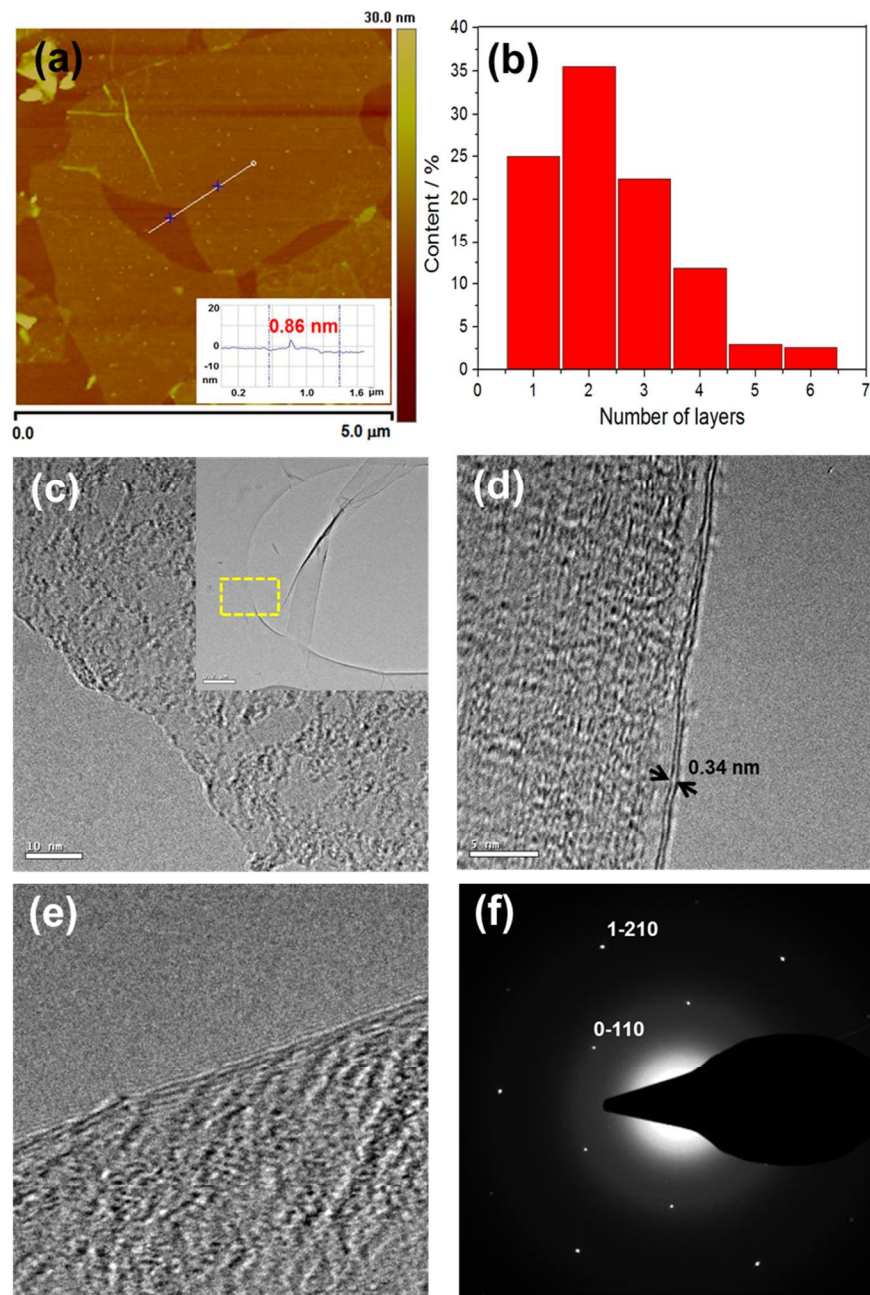 30.0 nm
(a)
0.86 nm
20
0
-10
nm
0.2
1.0
1.6
μm
0.0
5.0 μm
(b)
40
35
30
25
20
15
10
5
0
Content / %
0
1
2
3
4
5
6
7
Number of layers
(c)
10 nm
(d)
0.34 nm
5 nm
(e)
(f)
1-210
0-110